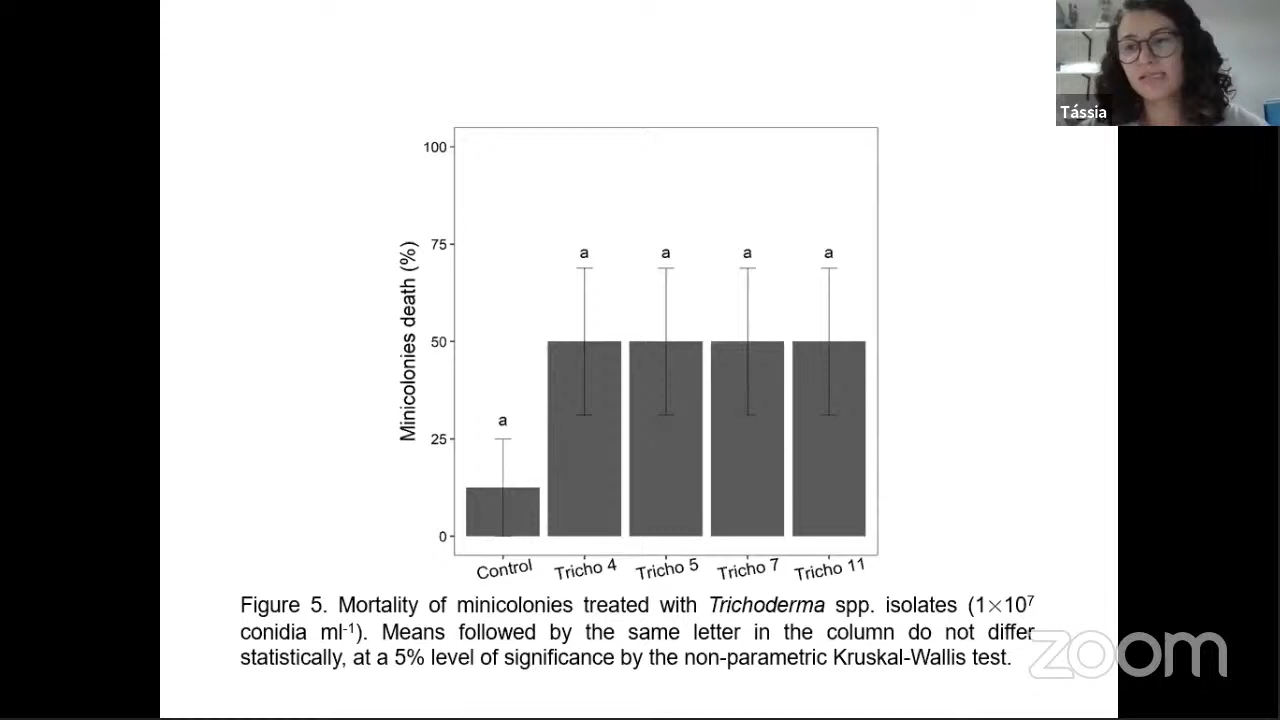 Tássia
100
75
50
25
0
Minicolonies death (%)
a
a
a
a
a
Control
Tricho 4
Tricho 5
Tricho 7
Tricho 11
Figure 5. Mortality of minicolonies treated with Trichoderma spp. isolates (1×10⁷
conidia ml⁻¹). Means followed by the same letter in the column do not differ
statistically, at a 5% level of significance by the non-parametric Kruskal-Wallis test.
zoom